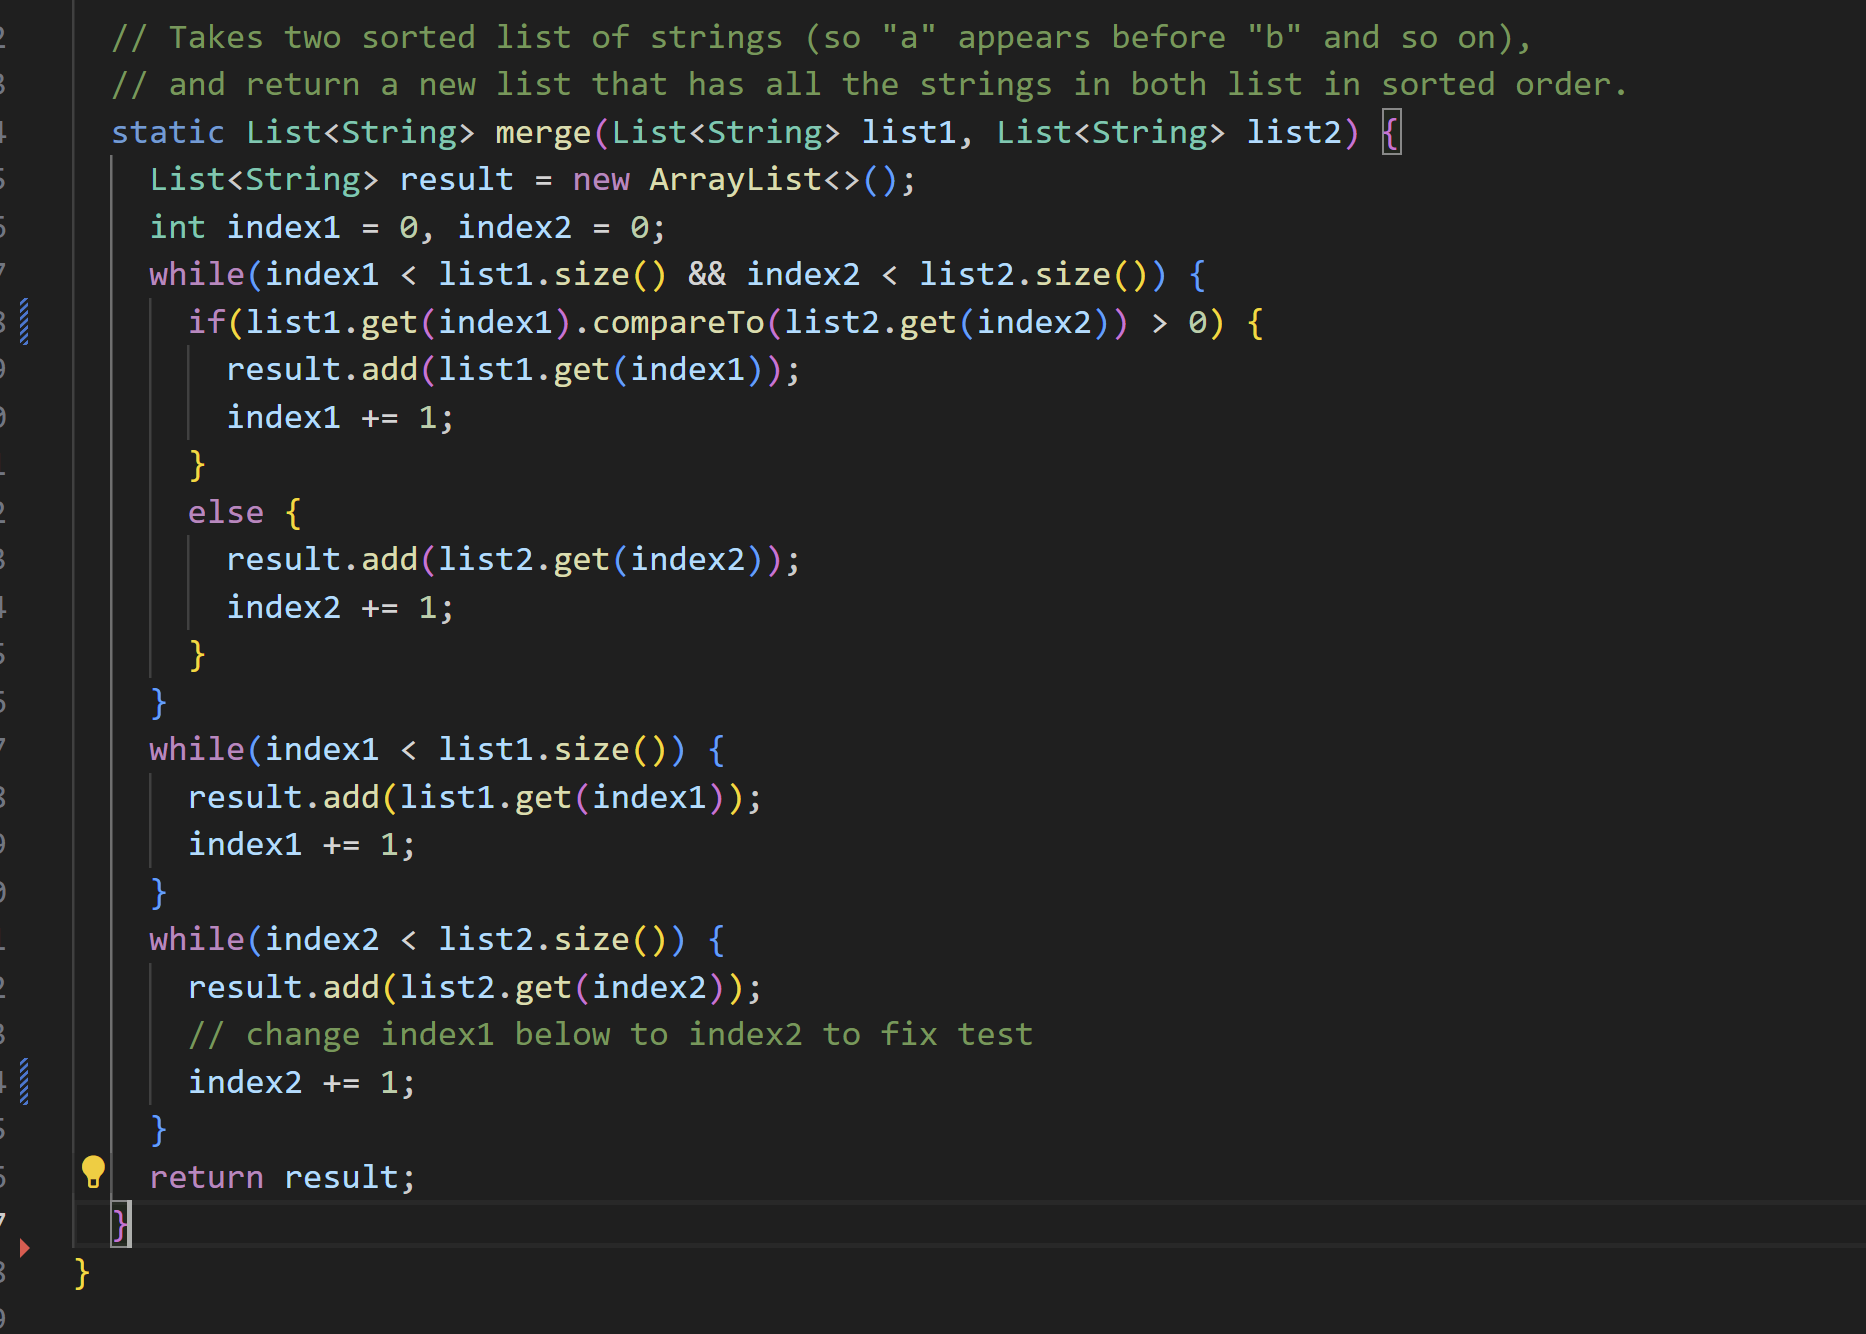 // Takes two sorted list of strings (so "a" appears before "b" and so on),
// and return a new list that has all the strings in both list in sorted order.
static List<String> merge(List<String> list1, List<String> list2) {
List<String> result = new ArrayList<>();
int index1 = 0, index2 = 0;
while(index1 < list1.size() && index2 < list2.size()) {
if(list1.get(index1).compareTo(list2.get(index2)) > 0) {
result.add(list1.get(index1));
index1 += 1;
}
else {
result.add(list2.get(index2));
index2 += 1;
}
}
while(index1 < list1.size()) {
result.add(list1.get(index1));
index1 += 1;
}
while(index2 < list2.size()) {
result.add(list2.get(index2));
// change index1 below to index2 to fix test
index2 += 1;
}
return result;
}
}